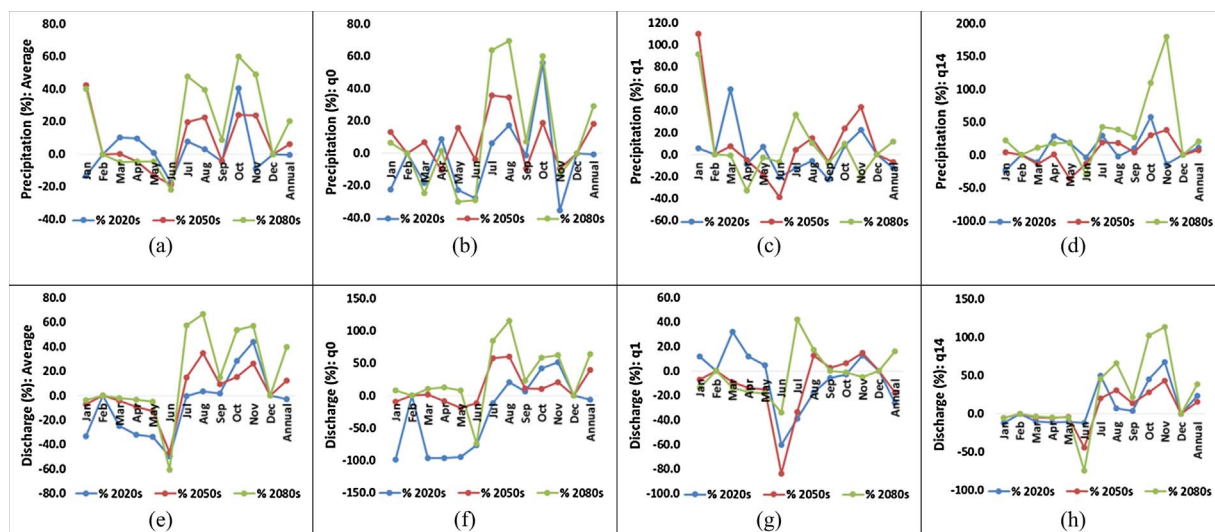 Precipitation (%): Average
80.0
60.0
40.0
20.0
0.0
-20.0
-40.0
Jan Feb Mar Apr May Jun Jul Aug Sep Oct Nov Dec Annual
% 2020s % 2050s % 2080s
(a)
Precipitation (%): q0
80.0
60.0
40.0
20.0
0.0
-20.0
-40.0
Jan Feb Mar Apr May Jun Jul Aug Sep Oct Nov Dec Annual
% 2020s % 2050s % 2080s
(b)
Precipitation (%): q1
120.0
100.0
80.0
60.0
40.0
20.0
0.0
-20.0
-40.0
-60.0
Jan Feb Mar Apr May Jun Jul Aug Sep Oct Nov Dec Annual
% 2020s % 2050s % 2080s
(c)
Precipitation (%): q14
200.0
150.0
100.0
50.0
0.0
-50.0
-100.0
Jan Feb Mar Apr May Jun Jul Aug Sep Oct Nov Dec Annual
% 2020s % 2050s % 2080s
(d)
Discharge (%): Average
80.0
60.0
40.0
20.0
0.0
-20.0
-40.0
-60.0
-80.0
Jan Feb Mar Apr May Jun Jul Aug Sep Oct Nov Dec Annual
% 2020s % 2050s % 2080s
(e)
Discharge (%): q0
150.0
100.0
50.0
0.0
-50.0
-100.0
-150.0
Jan Feb Mar Apr May Jun Jul Aug Sep Oct Nov Dec Annual
% 2020s % 2050s % 2080s
(f)
Discharge (%): q1
60.0
40.0
20.0
0.0
-20.0
-40.0
-60.0
-80.0
-100.0
Jan Feb Mar Apr May Jun Jul Aug Sep Oct Nov Dec Annual
% 2020s % 2050s % 2080s
(g)
Discharge (%): q14
150.0
100.0
50.0
0.0
-50.0
-100.0
Jan Feb Mar Apr May Jun Jul Aug Sep Oct Nov Dec Annual
% 2020s % 2050s % 2080s
(h)